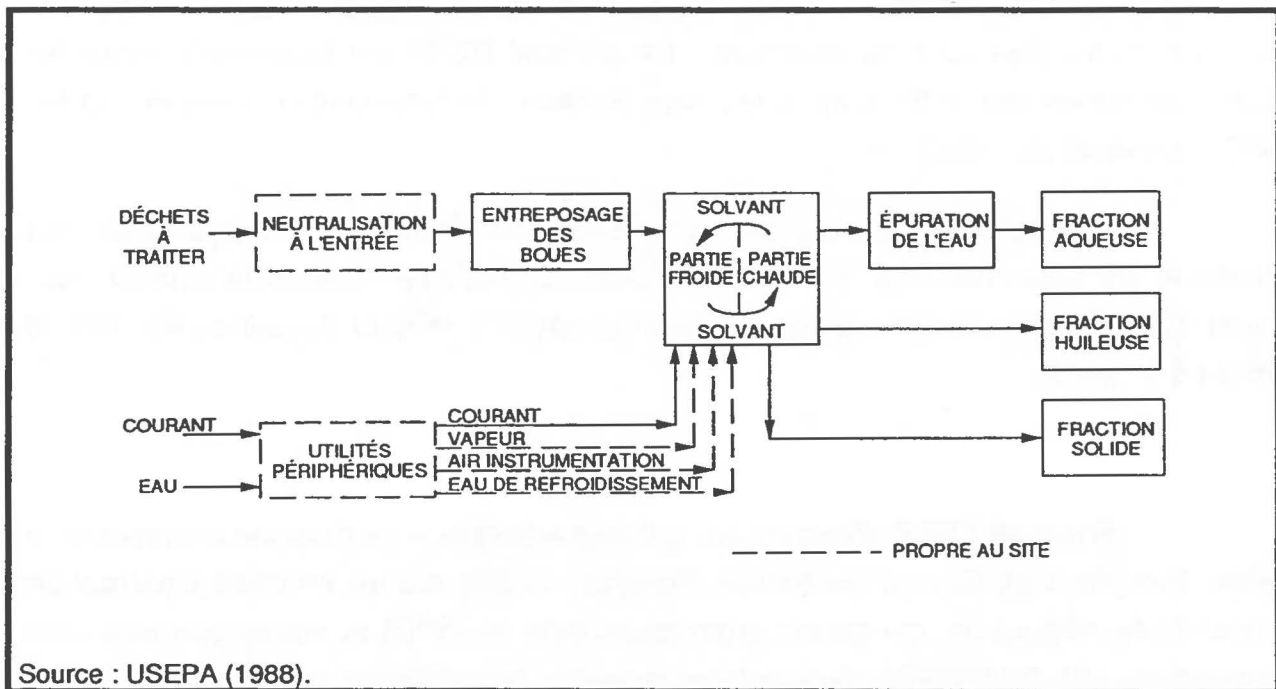 DÉCHETS
À
TRAITER
NEUTRALISATION
À L'ENTRÉE
ENTREPOSAGE
DES
BOUES
SOLVANT
PARTIE
FROIDE
PARTIE
CHAUDE
SOLVANT
ÉPURATION
DE L'EAU
FRACTION
AQUEUSE
FRACTION
HUILEUSE
FRACTION
SOLIDE
COURANT
EAU
UTILITÉS
PÉRIPHÉRIQUES
COURANT
VAPEUR
AIR INSTRUMENTATION
EAU DE REFROIDISSEMENT
PROPRE AU SITE
Source : USEPA (1988).